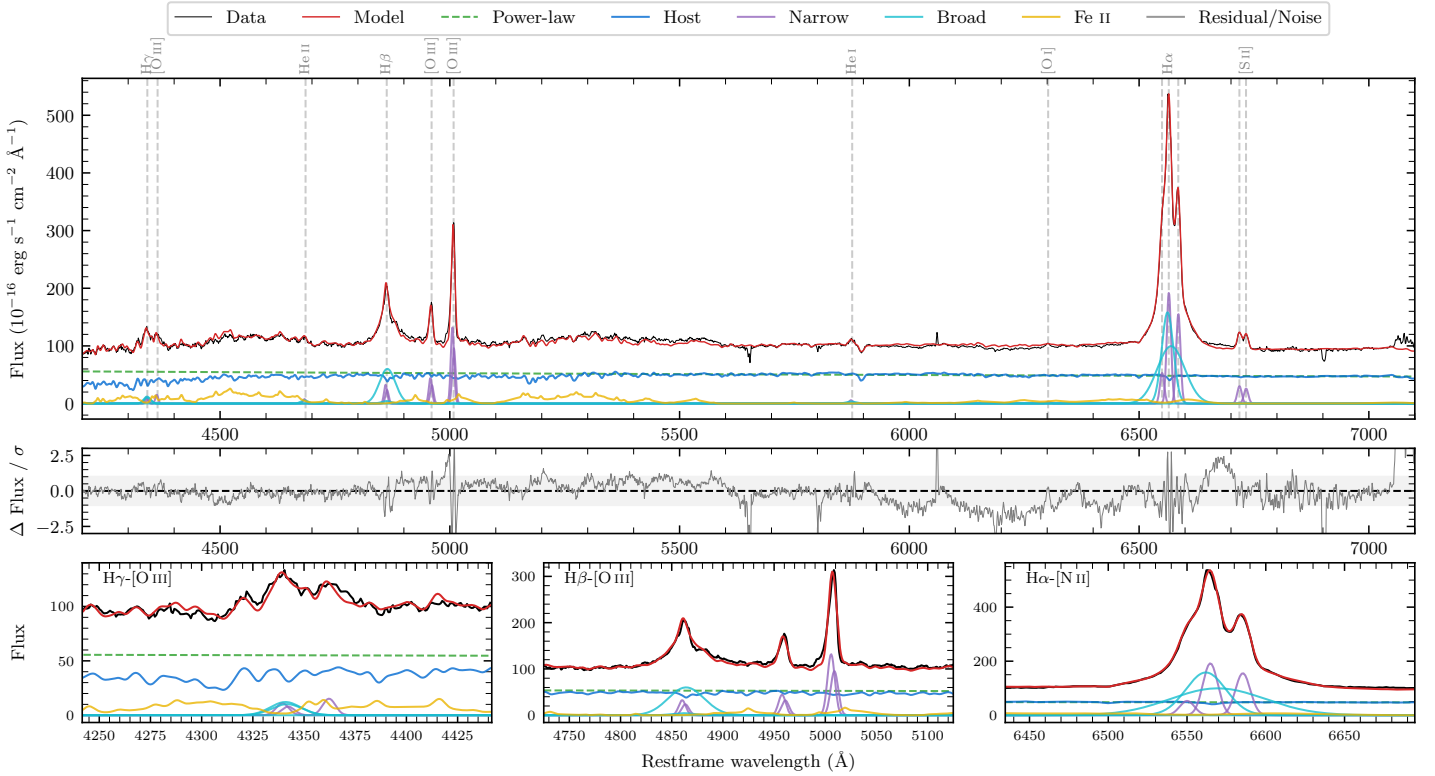 Data Model Power-law Host Narrow Broad Fe II Residual/Noise
Hγ [O III] He II Hβ [O III] [O III] He I [O I] Hα [S II]
Flux (10⁻¹⁶ erg s⁻¹ cm⁻² Å⁻¹)
500
400
300
200
100
0
4500 5000 5500 6000 6500 7000
Δ Flux / σ
2.5
0.0
−2.5
4500 5000 5500 6000 6500 7000
Flux
Hγ-[O III]
100
50
0
4250 4275 4300 4325 4350 4375 4400 4425
Hβ-[O III]
300
200
100
0
4750 4800 4850 4900 4950 5000 5050 5100
Hα-[N II]
400
200
0
6450 6500 6550 6600 6650
Restframe wavelength (Å)